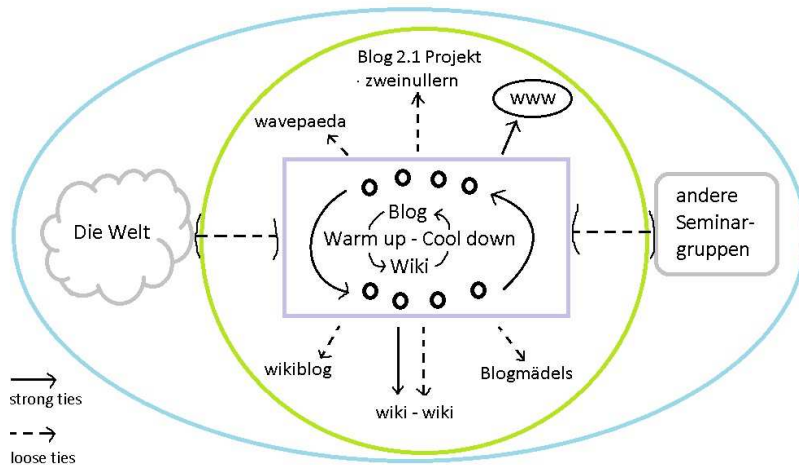 Blog 2.1 Projekt
· zweinullern
www
wavepaeda
andere
Seminar-
gruppen
Die Welt
Blog
Warm up - Cool down
Wiki
wikiblog
Blogmädels
wiki - wiki
strong ties
loose ties